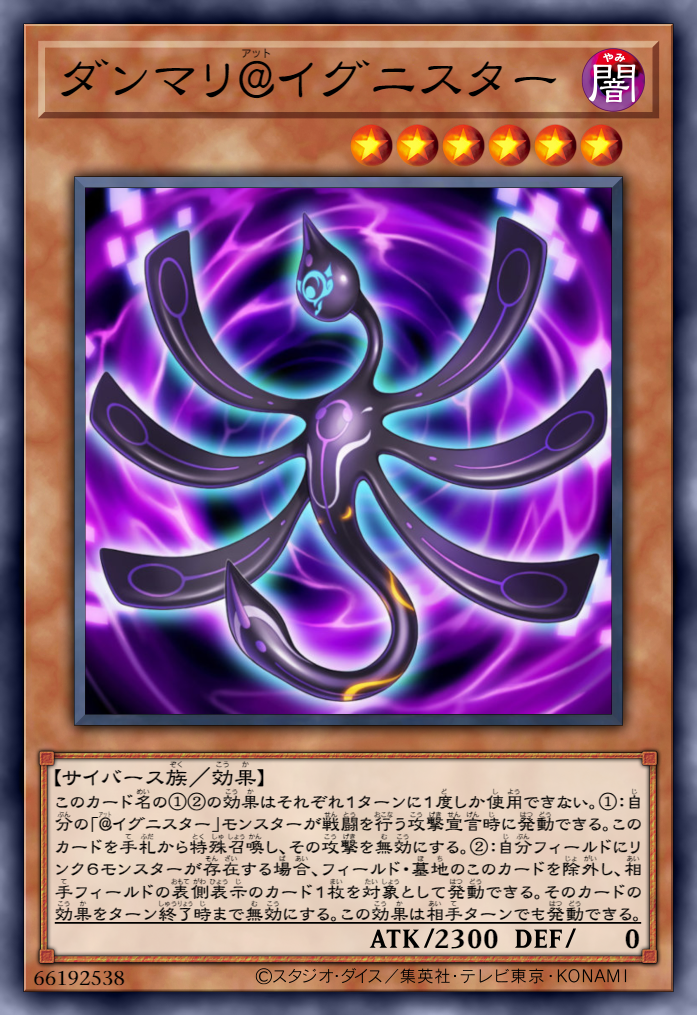 ダンマリ@イグニスター
アット
やみ
闇
【サイバース族／効果】
このカード名の①②の効果はそれぞれ1ターンに1度しか使用できない。①：自
分の「@イグニスター」モンスターが戦闘を行う攻撃宣言時に発動できる。この
カードを手札から特殊召喚し、その攻撃を無効にする。②：自分フィールドにリ
ンク6モンスターが存在する場合、フィールド・墓地のこのカードを除外し、相
手フィールドの表側表示のカード1枚を対象として発動できる。そのカードの
効果をターン終了時まで無効にする。この効果は相手ターンでも発動できる。
ATK/2300 DEF/ 0
66192538 ©スタジオ・ダイス／集英社・テレビ東京・KONAMI